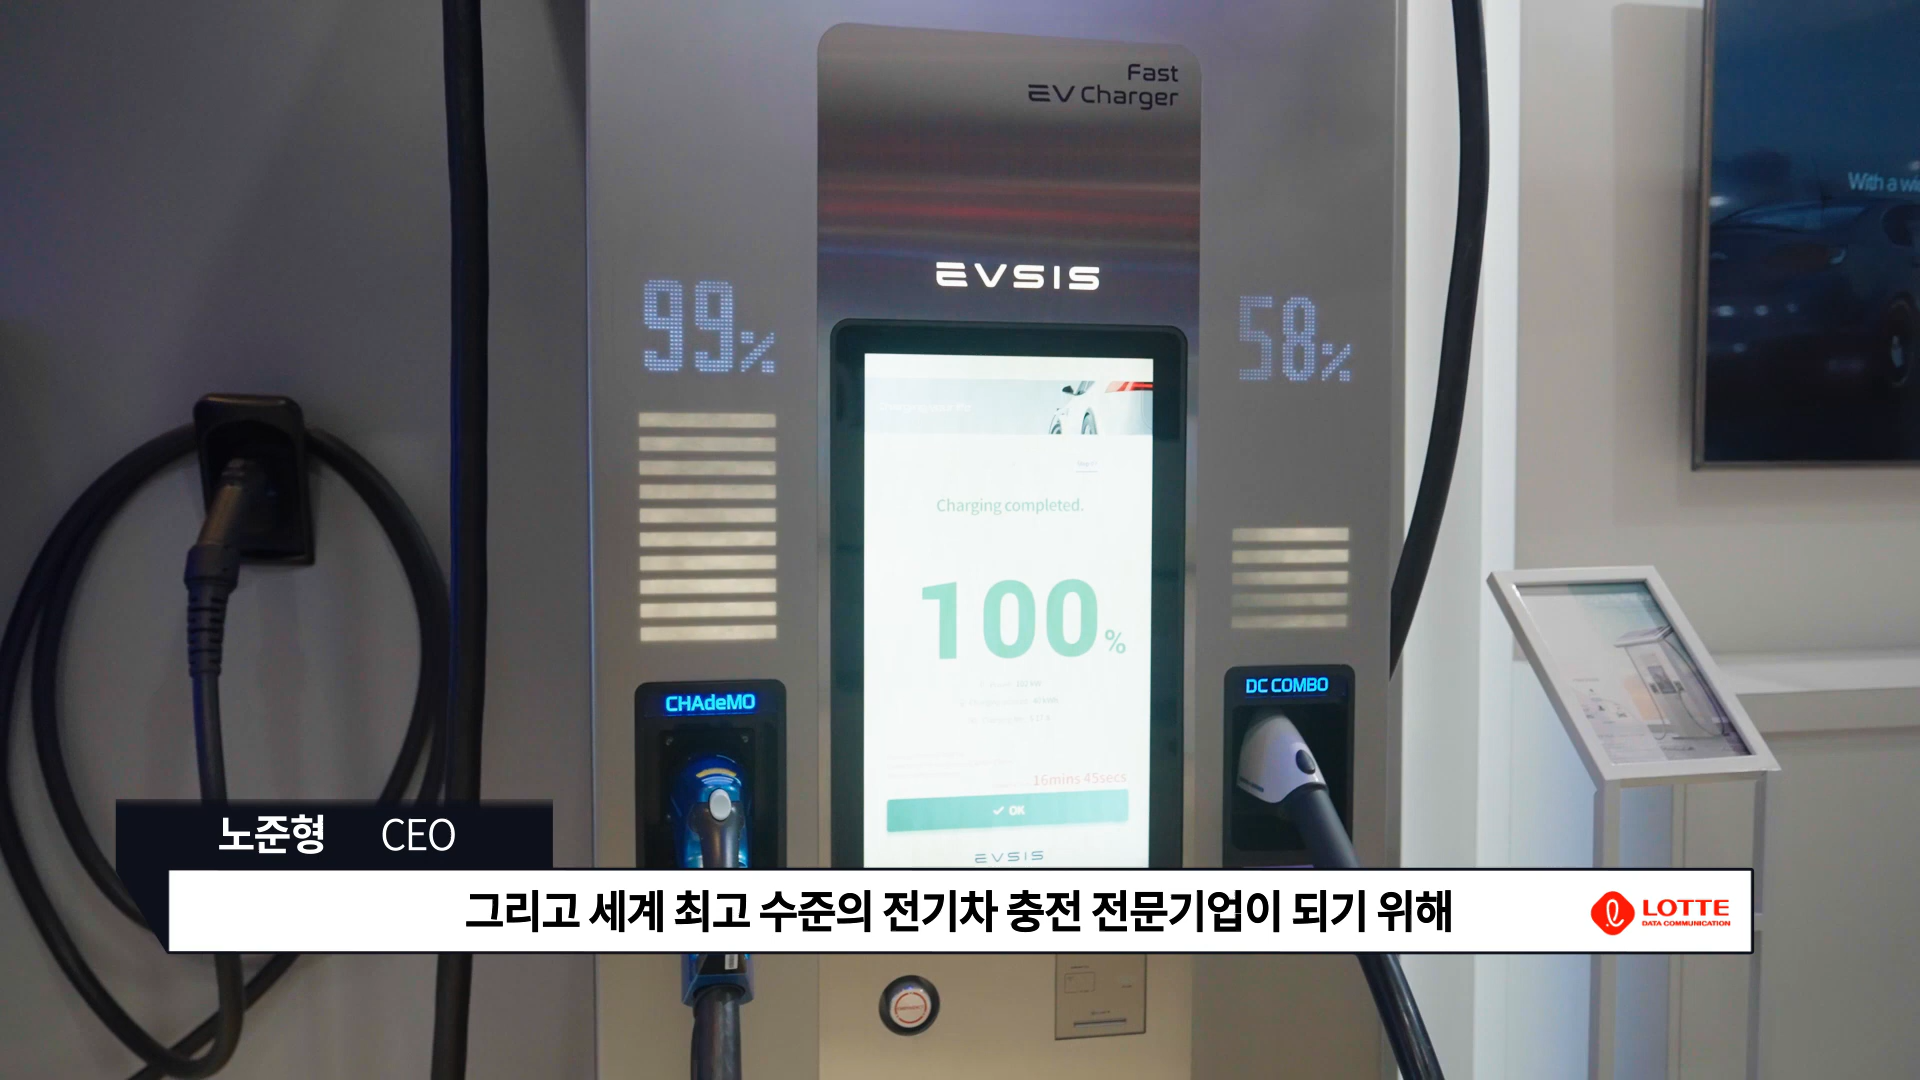 Fast
EV Charger
With a wi
EVSIS
99%
58%
Charging completed.
100%
16mins 45secs
✓ OK
EVSIS
CHAdeMO
DC COMBO
노준형 CEO
그리고 세계 최고 수준의 전기차 충전 전문기업이 되기 위해
LOTTE
DATA COMMUNICATION